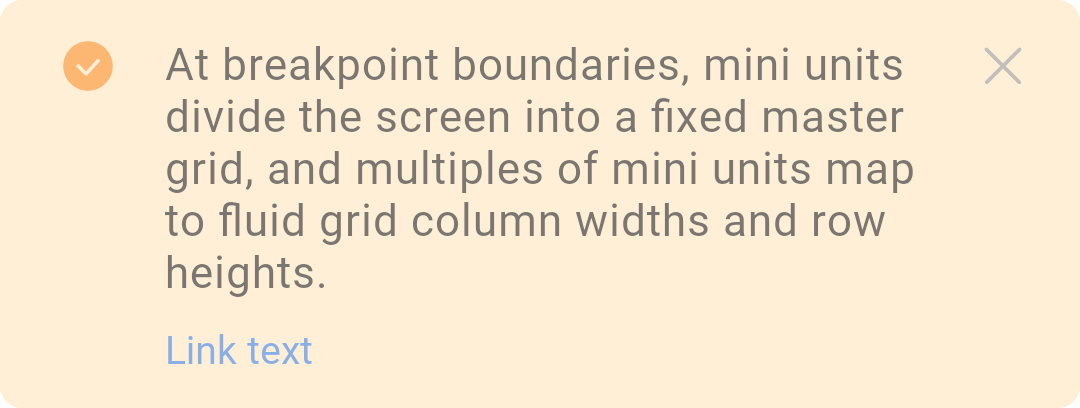 At breakpoint boundaries, mini units
divide the screen into a fixed master
grid, and multiples of mini units map
to fluid grid column widths and row
heights.
Link text